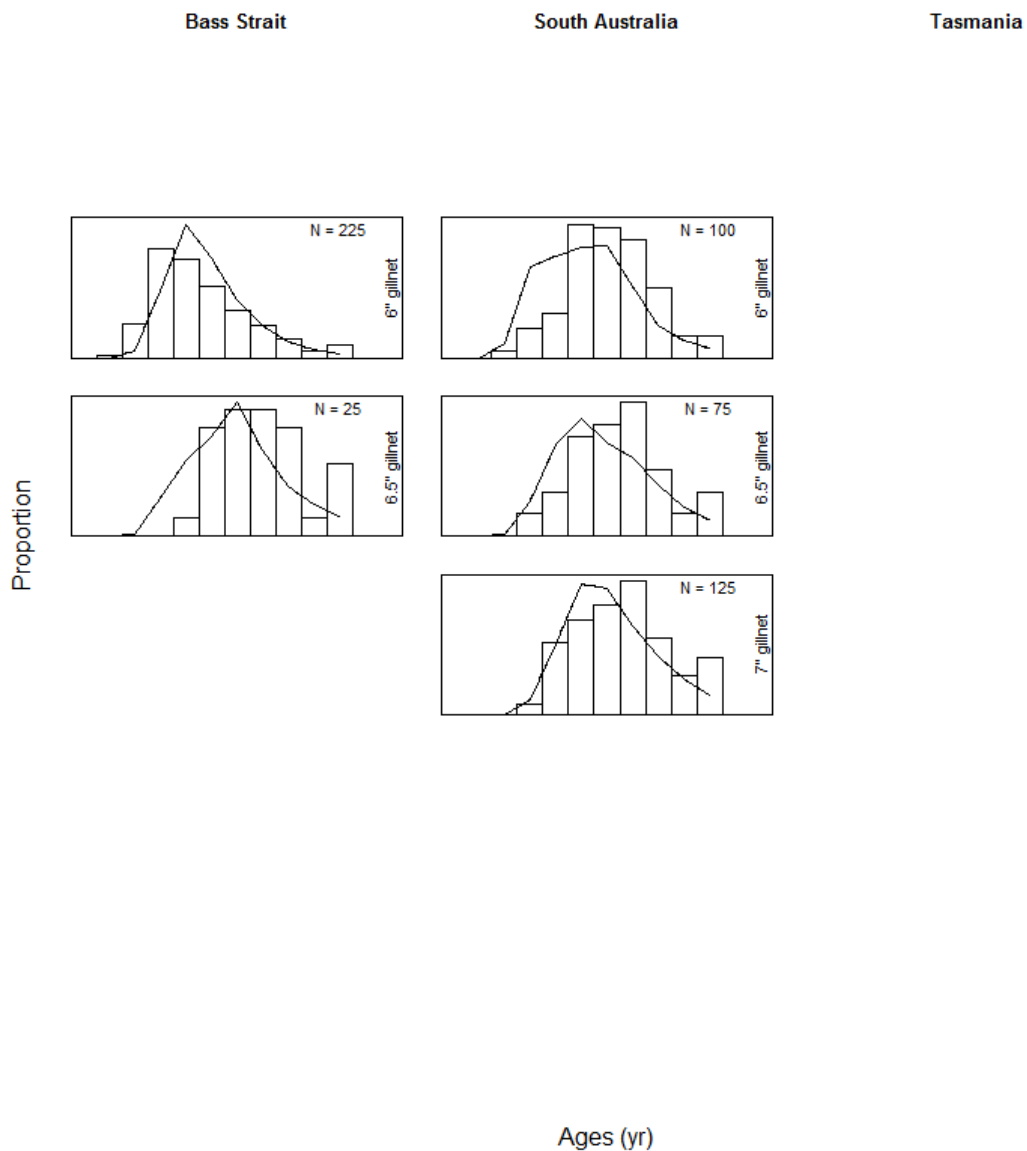 Bass Strait
South Australia
Tasmania
N = 225
6" gillnet
N = 100
6" gillnet
N = 25
6.5" gillnet
N = 75
6.5" gillnet
N = 125
7" gillnet
Proportion
Ages (yr)